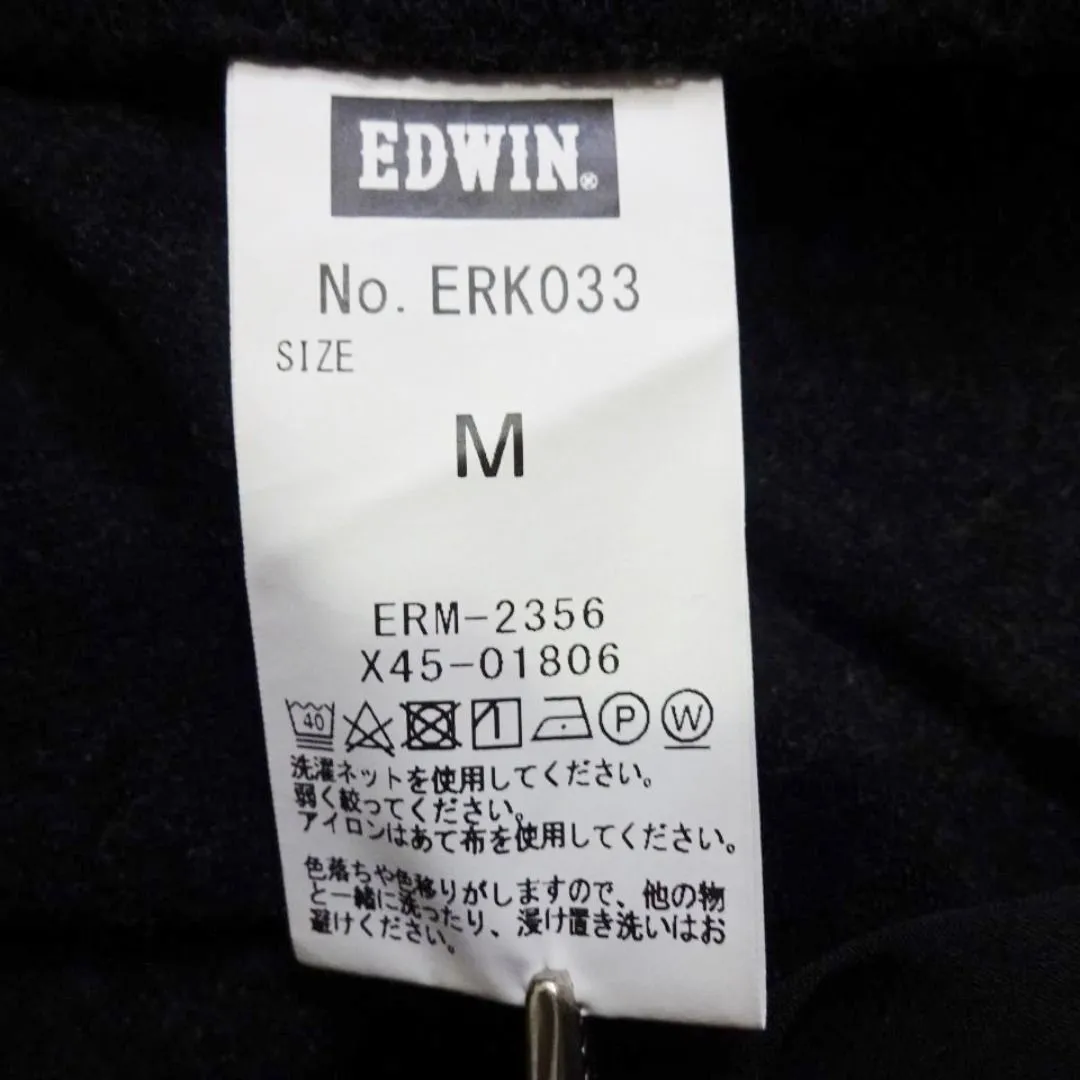 EDWIN®
No. ERK033
SIZE
M
ERM-2356
X45-01806
40 P W
洗濯ネットを使用してください。
弱く絞ってください。
アイロンはあて布を使用してください。
色落ちや色移りがしますので、他の物
と一緒に洗ったり、浸け置き洗いはお
避けください。